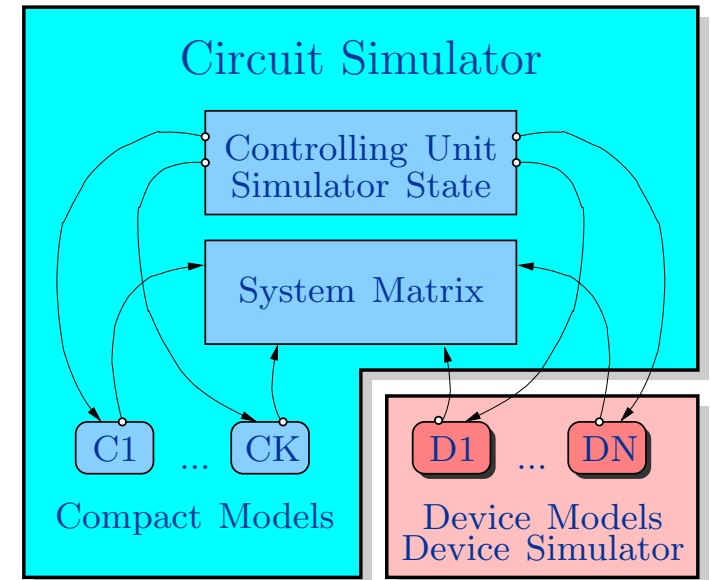 Circuit Simulator
Controlling Unit
Simulator State
System Matrix
C1 ... CK
D1 ... DN
Compact Models
Device Models
Device Simulator